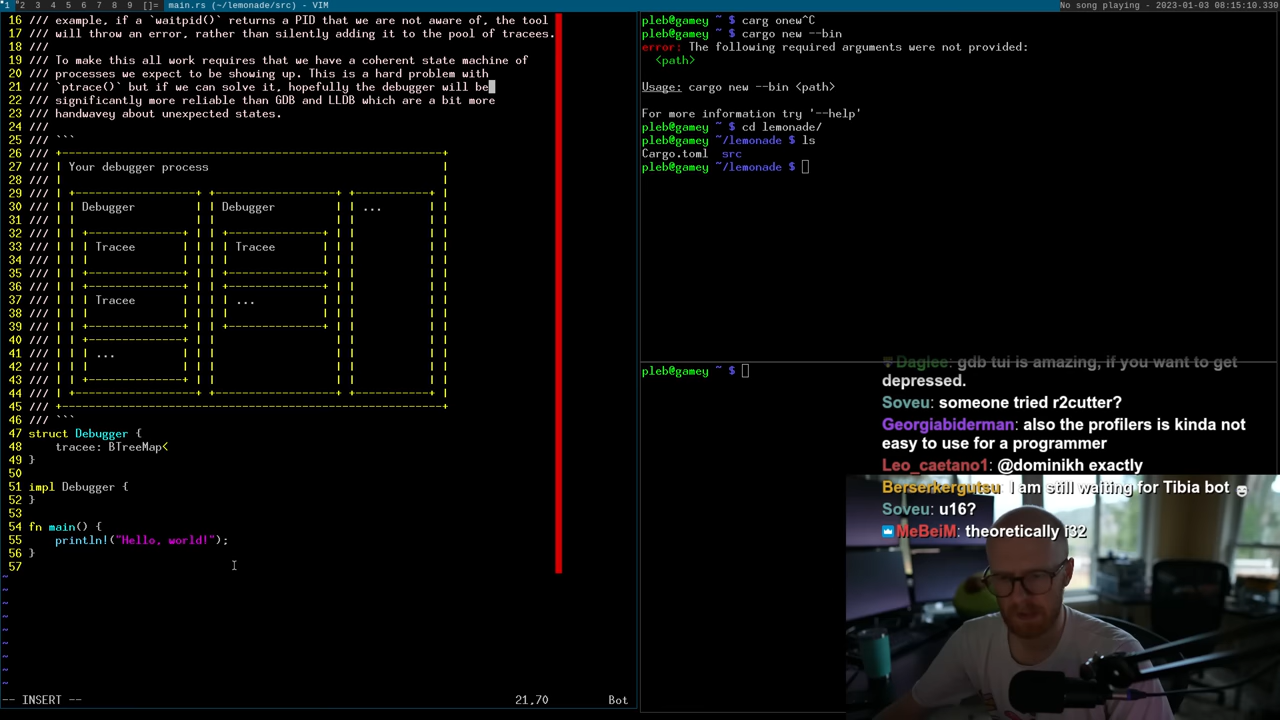 1 2 3 4 5 6 7 8 9 []= main.rs (~/lemonade/src) - VIM
No song playing - 2023-01-03 08:15:10.330
16 /// example, if a `waitpid()` returns a PID that we are not aware of, the tool
17 /// will throw an error, rather than silently adding it to the pool of tracees.
18 ///
19 /// To make this all work requires that we have a coherent state machine of
20 /// processes we expect to be showing up. This is a hard problem with
21 /// `ptrace()` but if we can solve it, hopefully the debugger will be
22 /// significantly more reliable than GDB and LLDB which are a bit more
23 /// handwavey about unexpected states.
24 ///
25 /// ```
26 /// +---------------------------------------------------------+
27 /// | Your debugger process                                   |
28 /// |                                                         |
29 /// | +------------------+ +------------------+ +-----------+ |
30 /// | | Debugger         | | Debugger         | | ...       | |
31 /// | |                  | |                  | |           | |
32 /// | | +--------------+ | | +--------------+ | |           | |
33 /// | | | Tracee       | | | | Tracee       | | |           | |
34 /// | | |              | | | |              | | |           | |
35 /// | | +--------------+ | | +--------------+ | |           | |
36 /// | | +--------------+ | | +--------------+ | |           | |
37 /// | | | Tracee       | | | | ...          | | |           | |
38 /// | | |              | | | |              | | |           | |
39 /// | | +--------------+ | | +--------------+ | |           | |
40 /// | | +--------------+ | |                  | |           | |
41 /// | | | ...          | | |                  | |           | |
42 /// | | |              | | |                  | |           | |
43 /// | | +--------------+ | |                  | |           | |
44 /// | +------------------+ +------------------+ +-----------+ |
45 /// +---------------------------------------------------------+
46 /// ```
47 struct Debugger {
48     tracee: BTreeMap<
49 }
50
51 impl Debugger {
52 }
53
54 fn main() {
55     println!("Hello, world!");
56 }
57
~
~
~
~
~
~
~
~
~
-- INSERT --                    21,70          Bot
pleb@gamey ~ $ carg onew^C
pleb@gamey ~ $ cargo new --bin
error: The following required arguments were not provided:
  <path>
Usage: cargo new --bin <path>
For more information try '--help'
pleb@gamey ~ $ cd lemonade/
pleb@gamey ~/lemonade $ ls
Cargo.toml  src
pleb@gamey ~/lemonade $
pleb@gamey ~ $
Daglee: gdb tui is amazing, if you want to get
depressed.
Soveu: someone tried r2cutter?
Georgiabiderman: also the profilers is kinda not
easy to use for a programmer
Leo_caetano1: @dominikh exactly
Berserkergutsu: I am still waiting for Tibia bot
Soveu: u16?
MeBeiM: theoretically i32